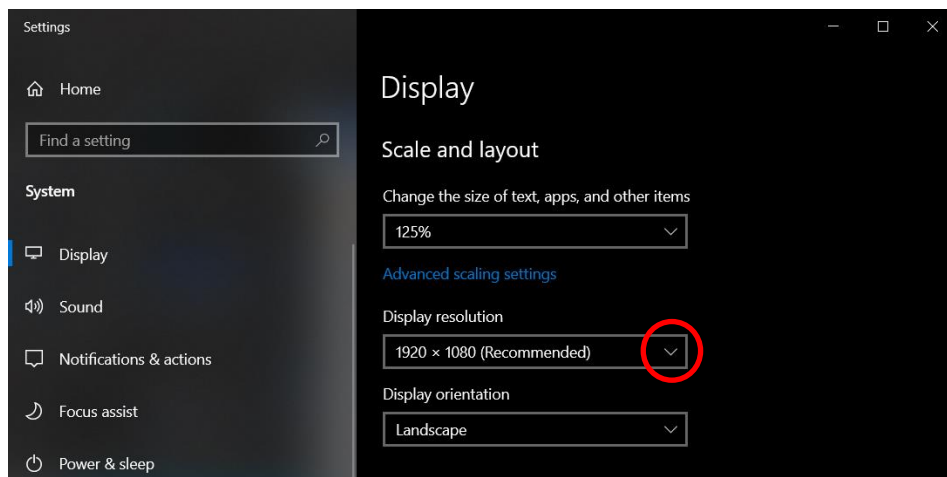 Settings
Home
Find a setting
System
Display
Sound
Notifications & actions
Focus assist
Power & sleep
Display
Scale and layout
Change the size of text, apps, and other items
125%
Advanced scaling settings
Display resolution
1920 × 1080 (Recommended)
Display orientation
Landscape